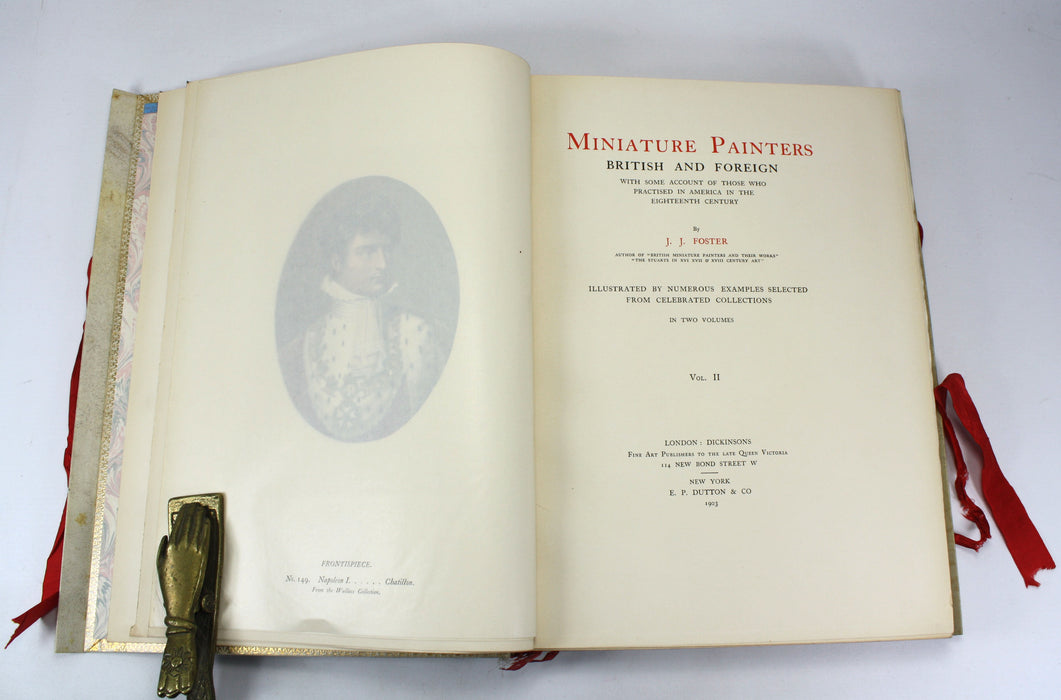 FRONTISPIECE.
No. 149. Napoleon I. . . . . . Chatillon.
From the Wallace Collection.
MINIATURE PAINTERS
BRITISH AND FOREIGN
WITH SOME ACCOUNT OF THOSE WHO
PRACTISED IN AMERICA IN THE
EIGHTEENTH CENTURY
By
J. J. FOSTER
AUTHOR OF "BRITISH MINIATURE PAINTERS AND THEIR WORKS"
"THE STUARTS IN XVI XVII & XVIII CENTURY ART"
ILLUSTRATED BY NUMEROUS EXAMPLES SELECTED
FROM CELEBRATED COLLECTIONS
IN TWO VOLUMES
VOL. II
LONDON: DICKINSONS
FINE ART PUBLISHERS TO THE LATE QUEEN VICTORIA
114 NEW BOND STREET W
NEW YORK
E. P. DUTTON & CO
1903